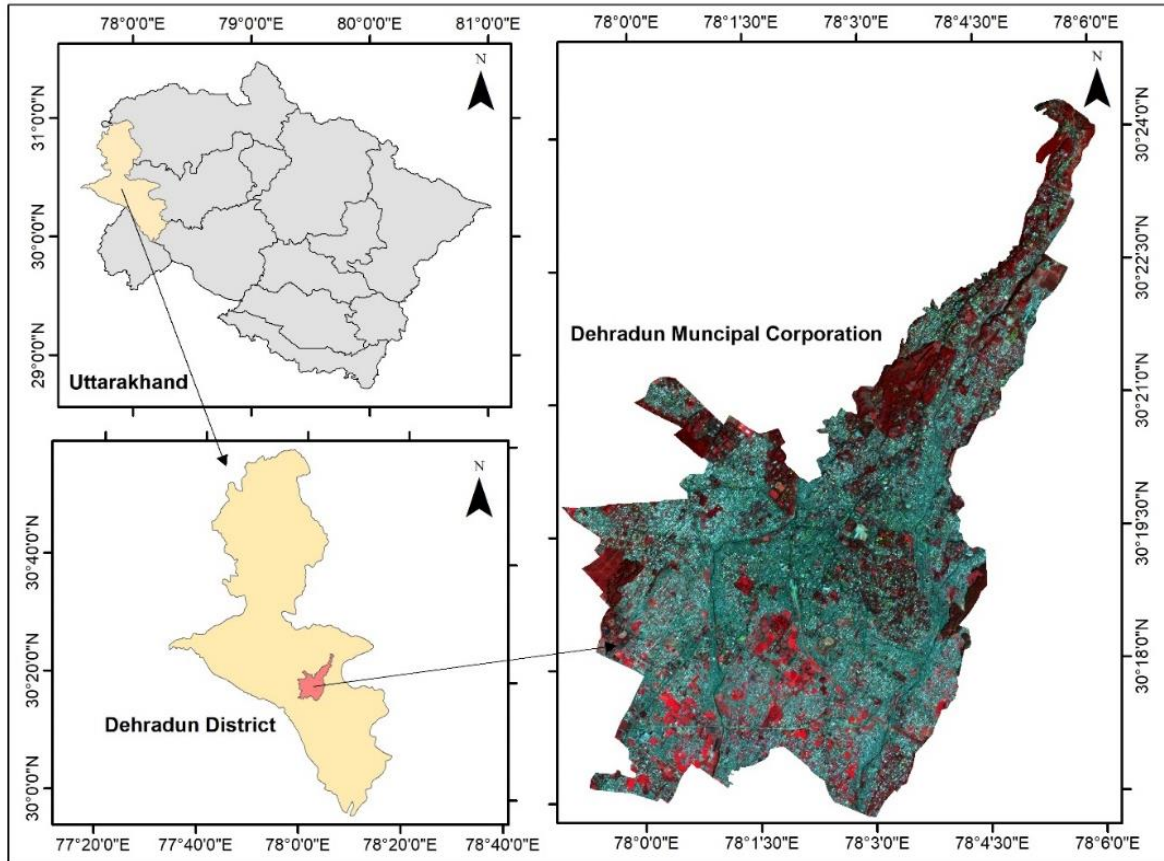 78°0'0"E 79°0'0"E 80°0'0"E 81°0'0"E
31°0'0"N
30°0'0"N
29°0'0"N
N
Uttarakhand
30°40'0"N
30°20'0"N
30°0'0"N
N
Dehradun District
77°20'0"E 77°40'0"E 78°0'0"E 78°20'0"E 78°40'0"E
78°0'0"E 78°1'30"E 78°3'0"E 78°4'30"E 78°6'0"E
N
Dehradun Muncipal Corporation
30°24'0"N
30°22'30"N
30°21'0"N
30°19'30"N
30°18'0"N
78°0'0"E 78°1'30"E 78°3'0"E 78°4'30"E 78°6'0"E